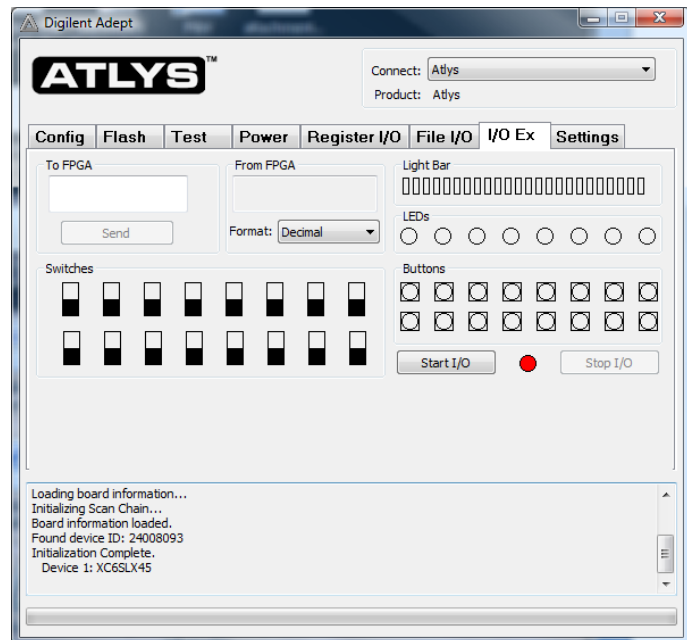 Digilent Adept
ATLYS™
Connect: Atlys
Product: Atlys
Config Flash Test Power Register I/O File I/O I/O Ex Settings
To FPGA
From FPGA
Light Bar
Send
Format: Decimal
LEDs
Switches
Buttons
Start I/O
Stop I/O
Loading board information...
Initializing Scan Chain...
Board information loaded.
Found device ID: 24008093
Initialization Complete.
Device 1: XC6SLX45